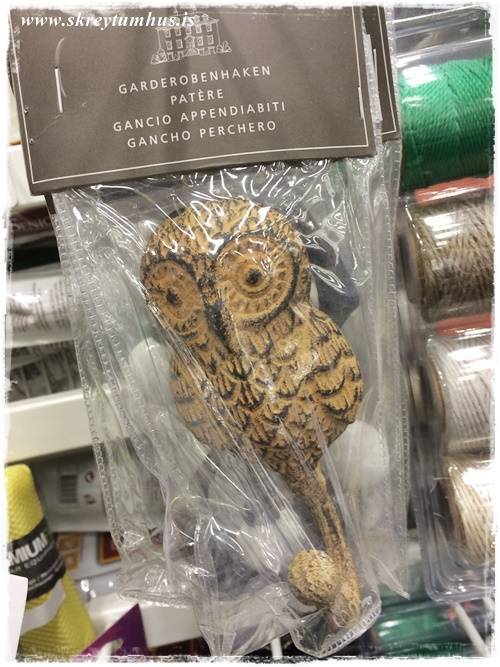 www.skreytumhus.is
GARDEROBENHAKEN
PATÈRE
GANCIO APPENDIABITI
GANCHO PERCHERO